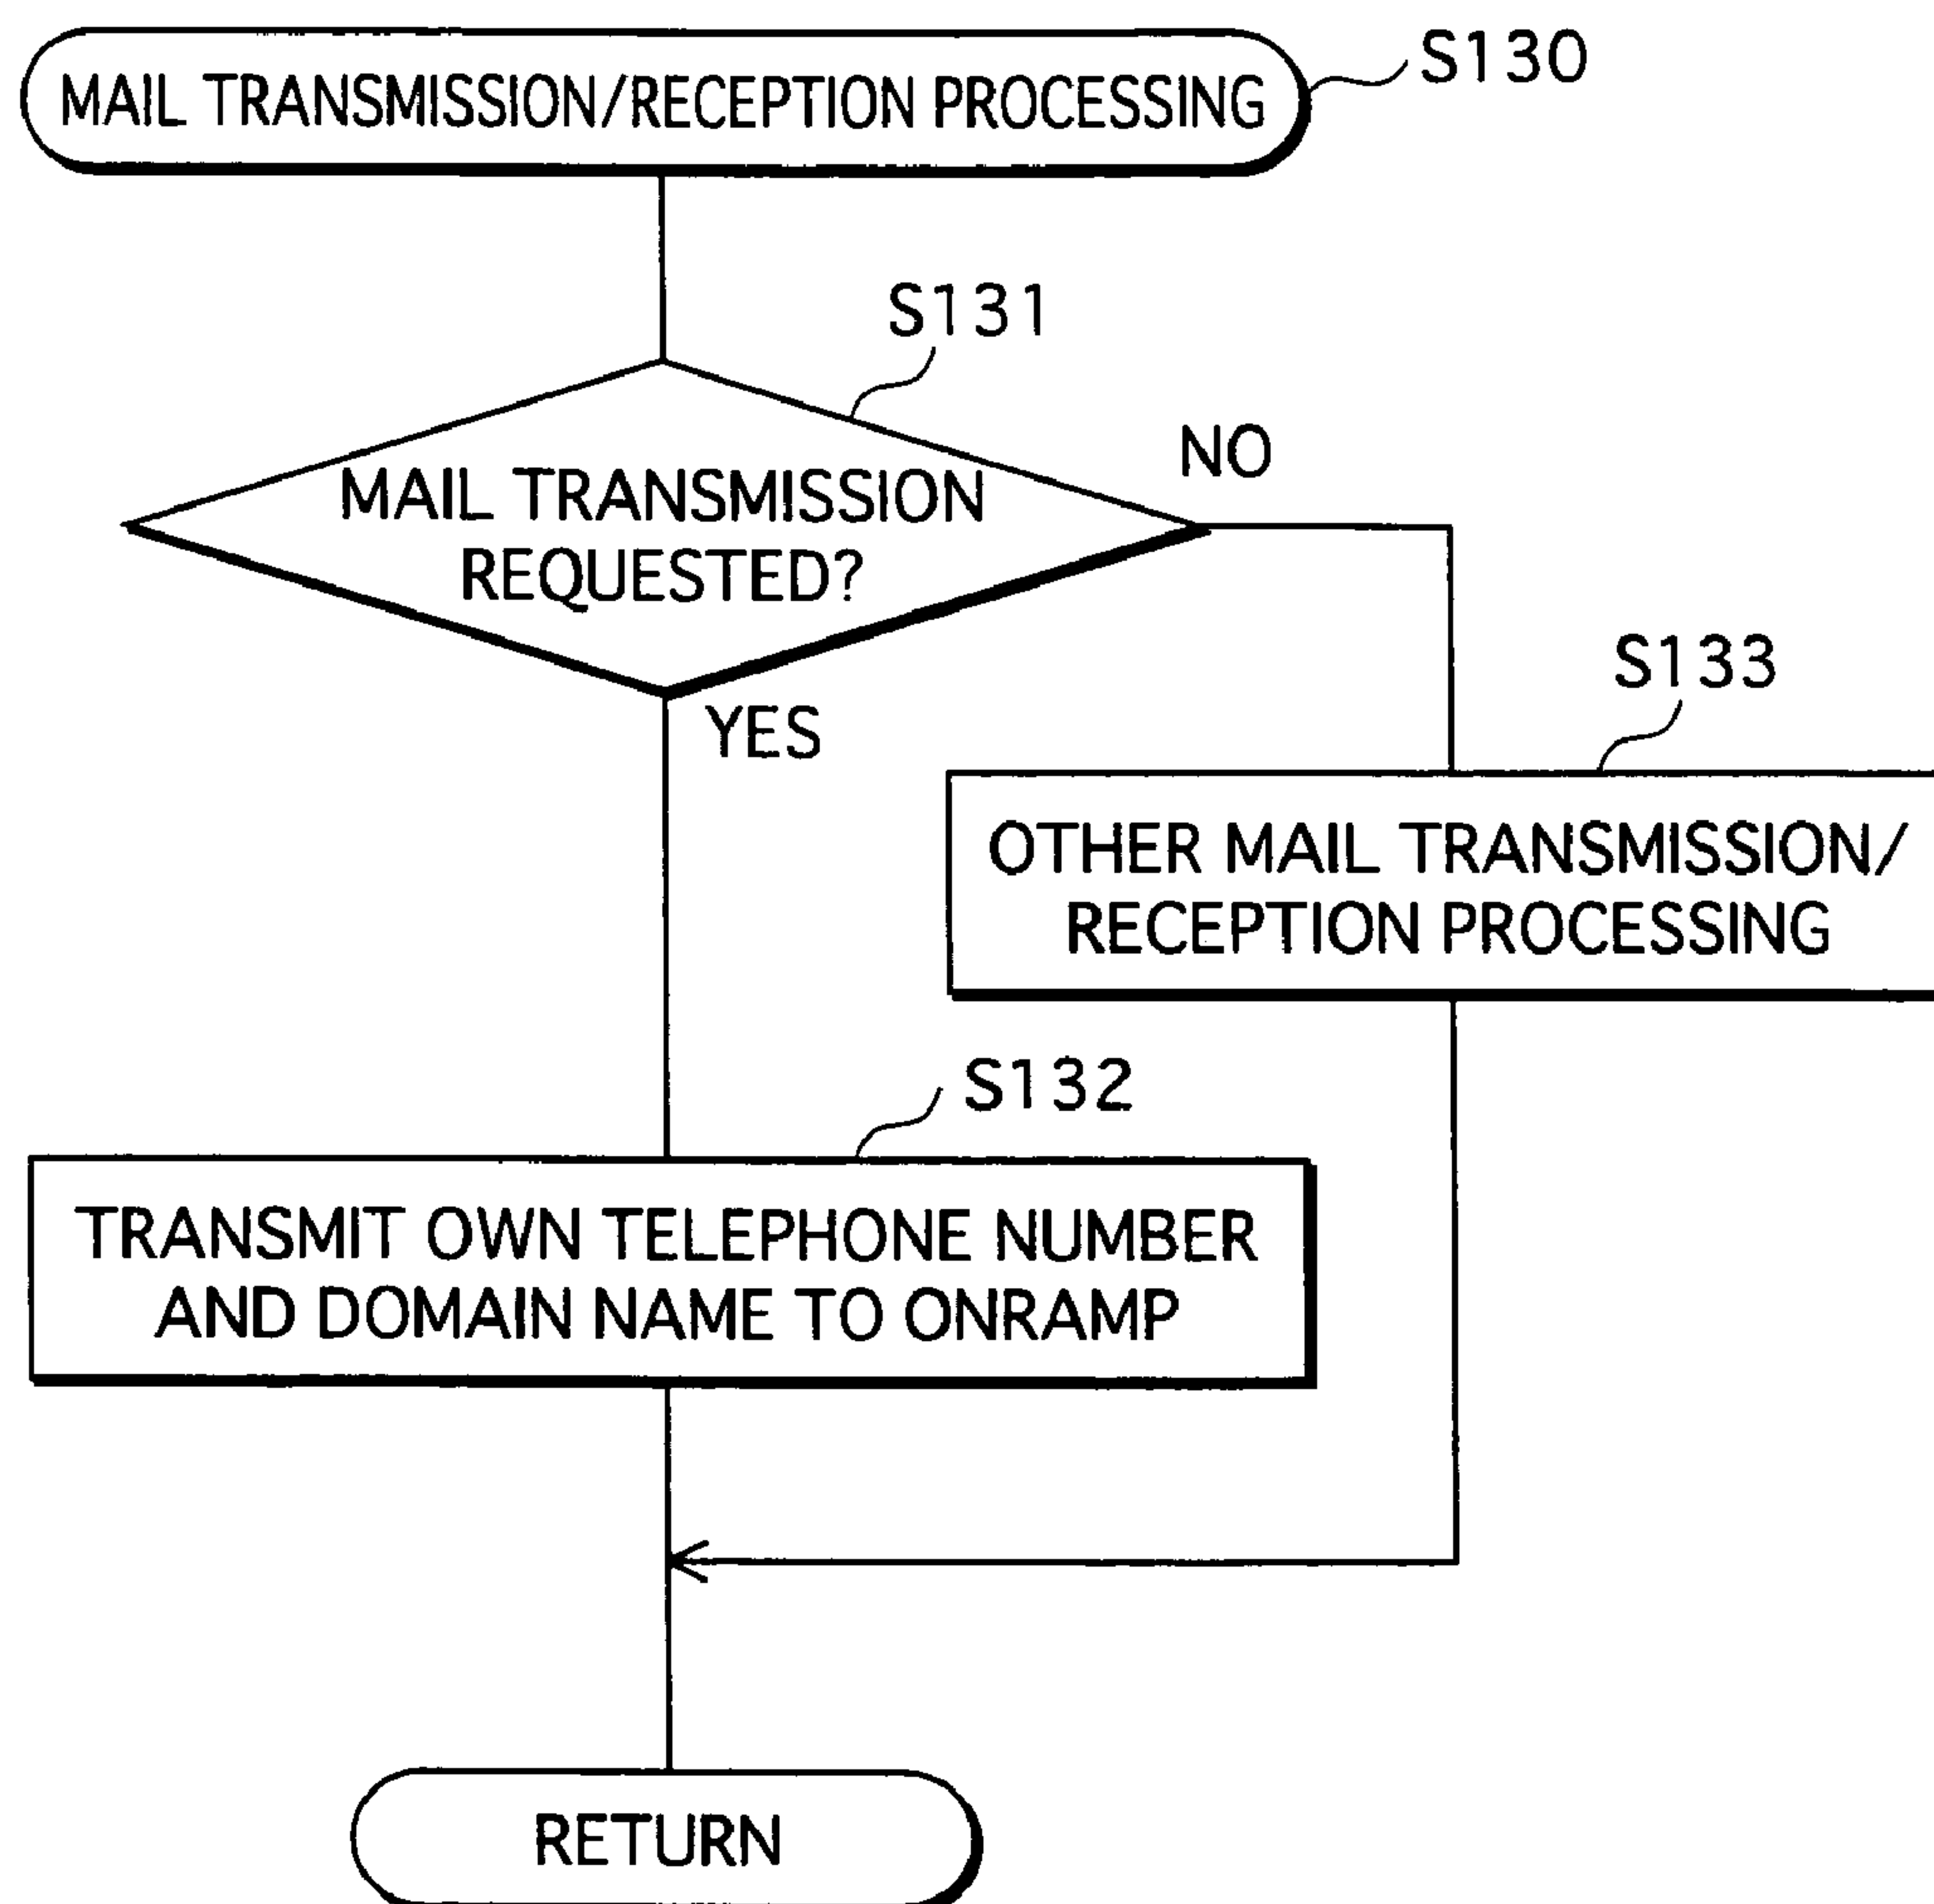 MAIL TRANSMISSION/RECEPTION PROCESSING
S130
S131
MAIL TRANSMISSION
REQUESTED?
NO
YES
S133
OTHER MAIL TRANSMISSION/
RECEPTION PROCESSING
S132
TRANSMIT OWN TELEPHONE NUMBER
AND DOMAIN NAME TO ONRAMP
RETURN